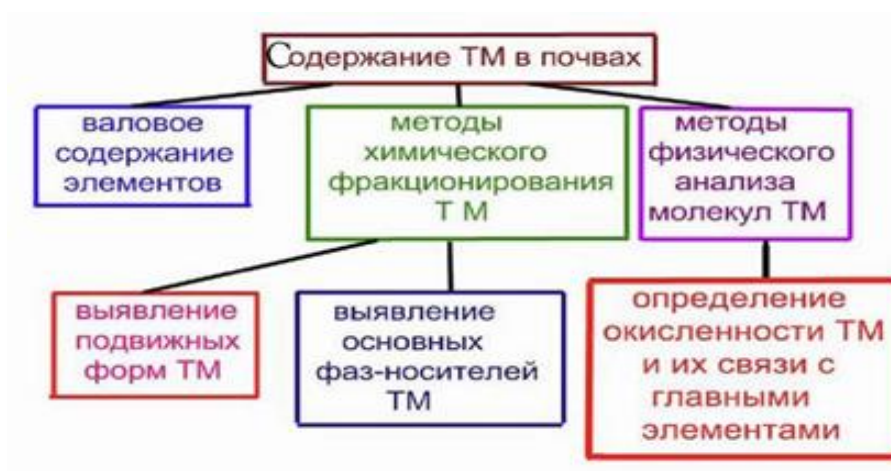 Содержание ТМ в почвах
валовое
содержание
элементов
методы
химического
фракционирования
Т М
методы
физического
анализа
молекул ТМ
выявление
подвижных
форм ТМ
выявление
основных
фаз-носителей
ТМ
определение
окисленности ТМ
и их связи с
главными
элементами